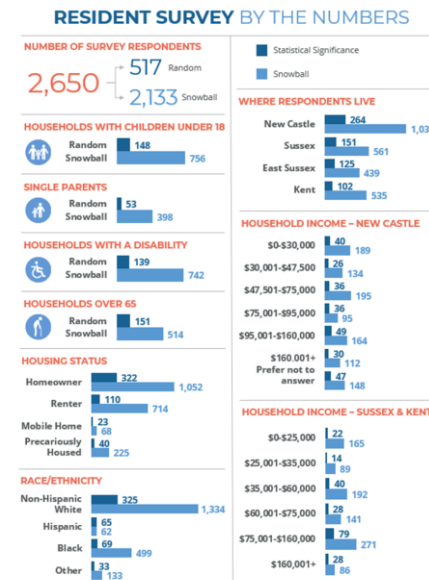 RESIDENT SURVEY BY THE NUMBERS
NUMBER OF SURVEY RESPONDENTS
2,650
517 Random
2,133 Snowball
HOUSEHOLDS WITH CHILDREN UNDER 18
Random 148
Snowball 756
SINGLE PARENTS
Random 53
Snowball 398
HOUSEHOLDS WITH A DISABILITY
Random 139
Snowball 742
HOUSEHOLDS OVER 65
Random 151
Snowball 514
HOUSING STATUS
Homeowner 322
1,052
Renter 110
714
Mobile Home 23
68
Precariously Housed 40
225
RACE/ETHNICITY
Non-Hispanic White 325
1,334
Hispanic 65
62
Black 69
499
Other 33
133
Statistical Significance
Snowball
WHERE RESPONDENTS LIVE
New Castle 264
1,03
Sussex 151
561
East Sussex 125
439
Kent 102
535
HOUSEHOLD INCOME – NEW CASTLE
$0-$30,000 40
189
$30,001-$47,500 26
134
$47,501-$75,000 36
195
$75,001-$95,000 36
95
$95,001-$160,000 49
164
$160.001+ 30
112
Prefer not to answer 47
148
HOUSEHOLD INCOME – SUSSEX & KENT
$0-$25,000 22
165
$25,001-$35,000 14
89
$35,001-$60,000 40
192
$60,001-$75,000 28
141
$75,001-$160,000 79
271
$160,001+ 28
86